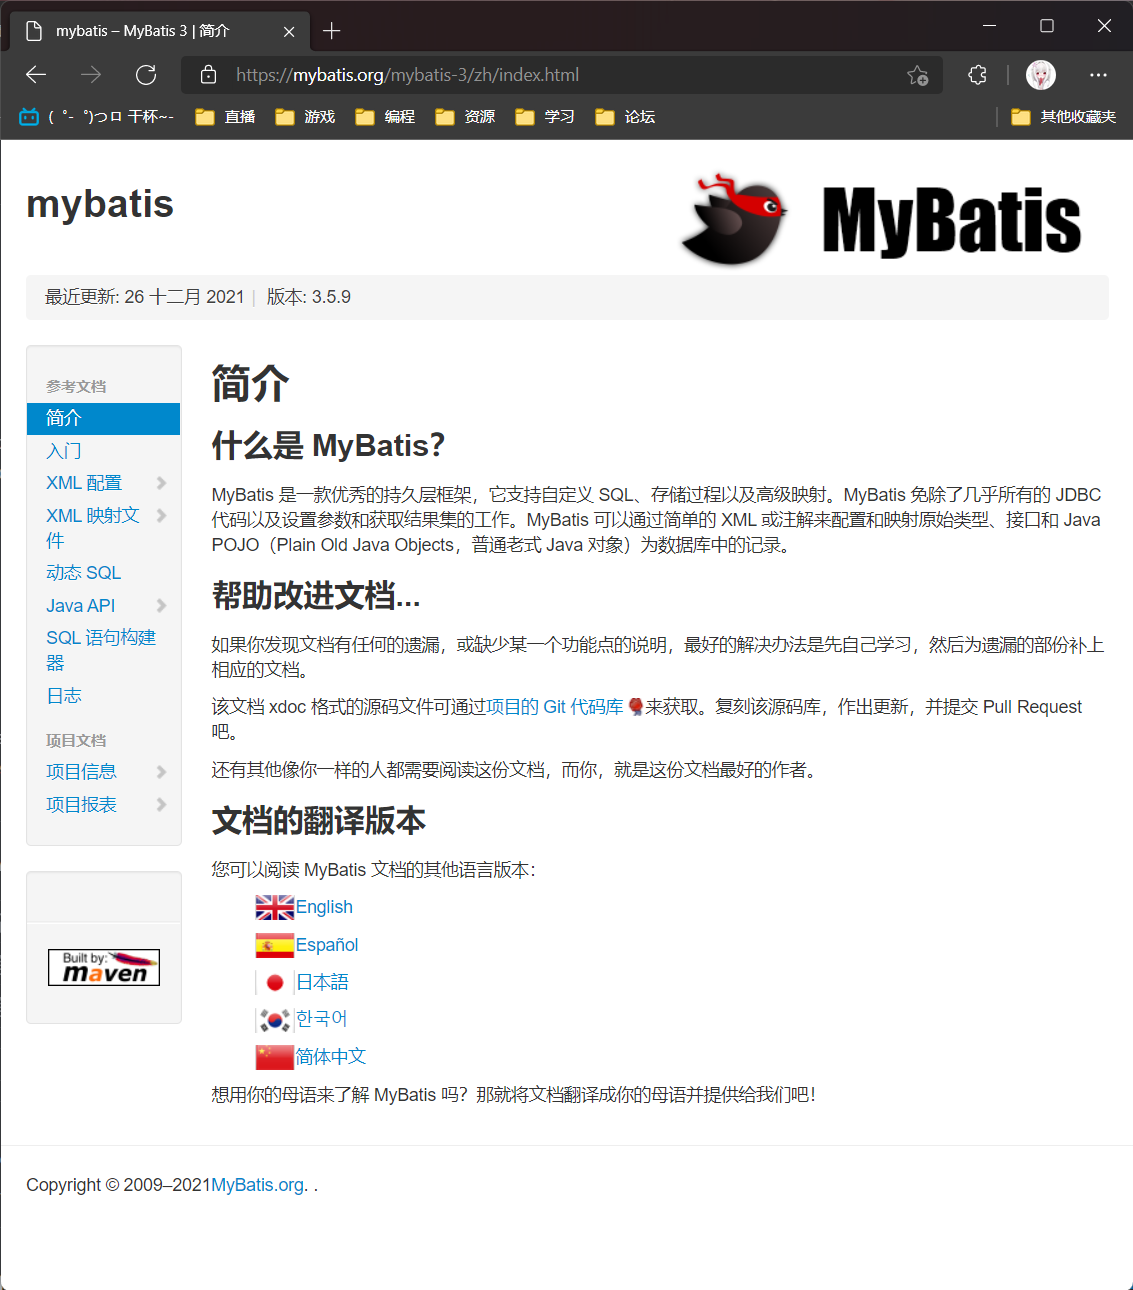 mybatis – MyBatis 3 | 简介
https://mybatis.org/mybatis-3/zh/index.html
( ゜- ゜)つロ 干杯~- 直播 游戏 编程 资源 学习 论坛 其他收藏夹
mybatis
MyBatis
最近更新: 26 十二月 2021 | 版本: 3.5.9
参考文档
简介
入门
XML 配置
XML 映射文
件
动态 SQL
Java API
SQL 语句构建
器
日志
项目文档
项目信息
项目报表
Built by:
maven
简介
什么是 MyBatis？
MyBatis 是一款优秀的持久层框架，它支持自定义 SQL、存储过程以及高级映射。MyBatis 免除了几乎所有的 JDBC
代码以及设置参数和获取结果集的工作。MyBatis 可以通过简单的 XML 或注解来配置和映射原始类型、接口和 Java
POJO（Plain Old Java Objects，普通老式 Java 对象）为数据库中的记录。
帮助改进文档...
如果你发现文档有任何的遗漏，或缺少某一个功能点的说明，最好的解决办法是先自己学习，然后为遗漏的部份补上
相应的文档。
该文档 xdoc 格式的源码文件可通过项目的 Git 代码库来获取。复刻该源码库，作出更新，并提交 Pull Request
吧。
还有其他像你一样的人都需要阅读这份文档，而你，就是这份文档最好的作者。
文档的翻译版本
您可以阅读 MyBatis 文档的其他语言版本：
English
Español
日本語
한국어
简体中文
想用你的母语来了解 MyBatis 吗？那就将文档翻译成你的母语并提供给我们吧！
Copyright © 2009–2021MyBatis.org. .